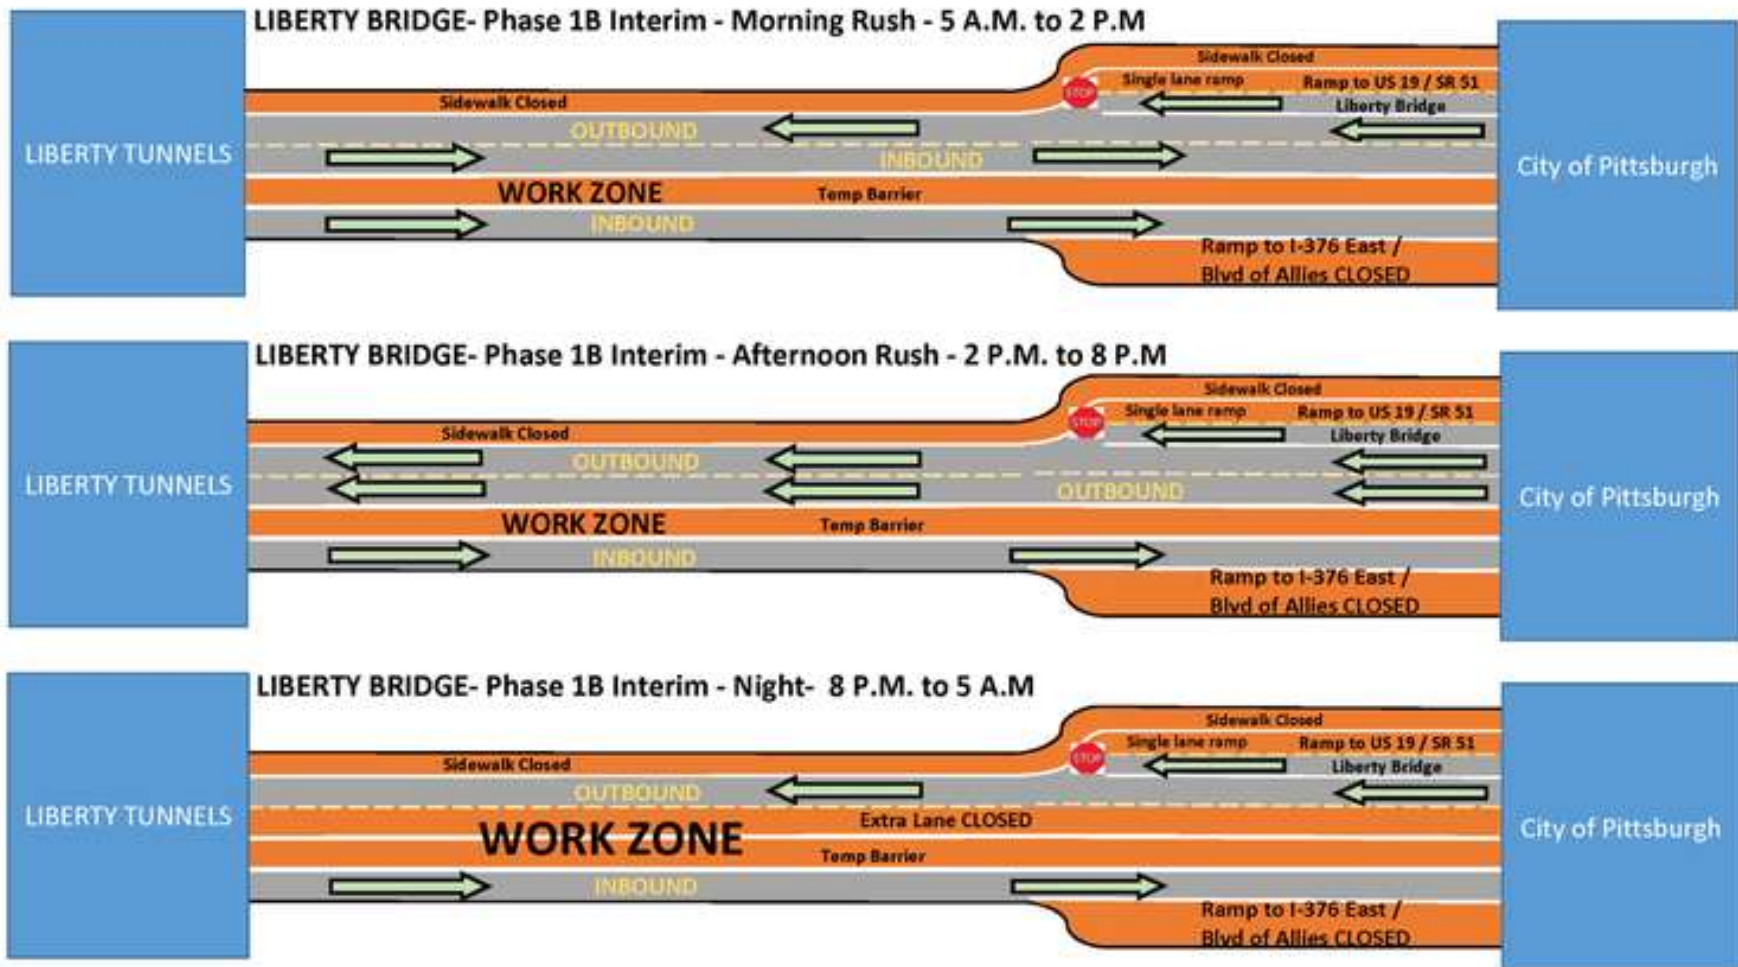 LIBERTY BRIDGE- Phase 1B Interim - Morning Rush - 5 A.M. to 2 P.M
Sidewalk Closed
Single lane ramp
Ramp to US 19 / SR 51
STOP
Sidewalk Closed
Liberty Bridge
OUTBOUND
LIBERTY TUNNELS
INBOUND
City of Pittsburgh
WORK ZONE
Temp Barrier
INBOUND
Ramp to I-376 East /
Blvd of Allies CLOSED
LIBERTY BRIDGE- Phase 1B Interim - Afternoon Rush - 2 P.M. to 8 P.M
Sidewalk Closed
Single lane ramp
Ramp to US 19 / SR 51
STOP
Sidewalk Closed
Liberty Bridge
OUTBOUND
LIBERTY TUNNELS
OUTBOUND
City of Pittsburgh
WORK ZONE
Temp Barrier
INBOUND
Ramp to I-376 East /
Blvd of Allies CLOSED
LIBERTY BRIDGE- Phase 1B Interim - Night- 8 P.M. to 5 A.M
Sidewalk Closed
Single lane ramp
Ramp to US 19 / SR 51
STOP
Sidewalk Closed
Liberty Bridge
OUTBOUND
LIBERTY TUNNELS
Extra Lane CLOSED
City of Pittsburgh
WORK ZONE
Temp Barrier
INBOUND
Ramp to I-376 East /
Blvd of Allies CLOSED